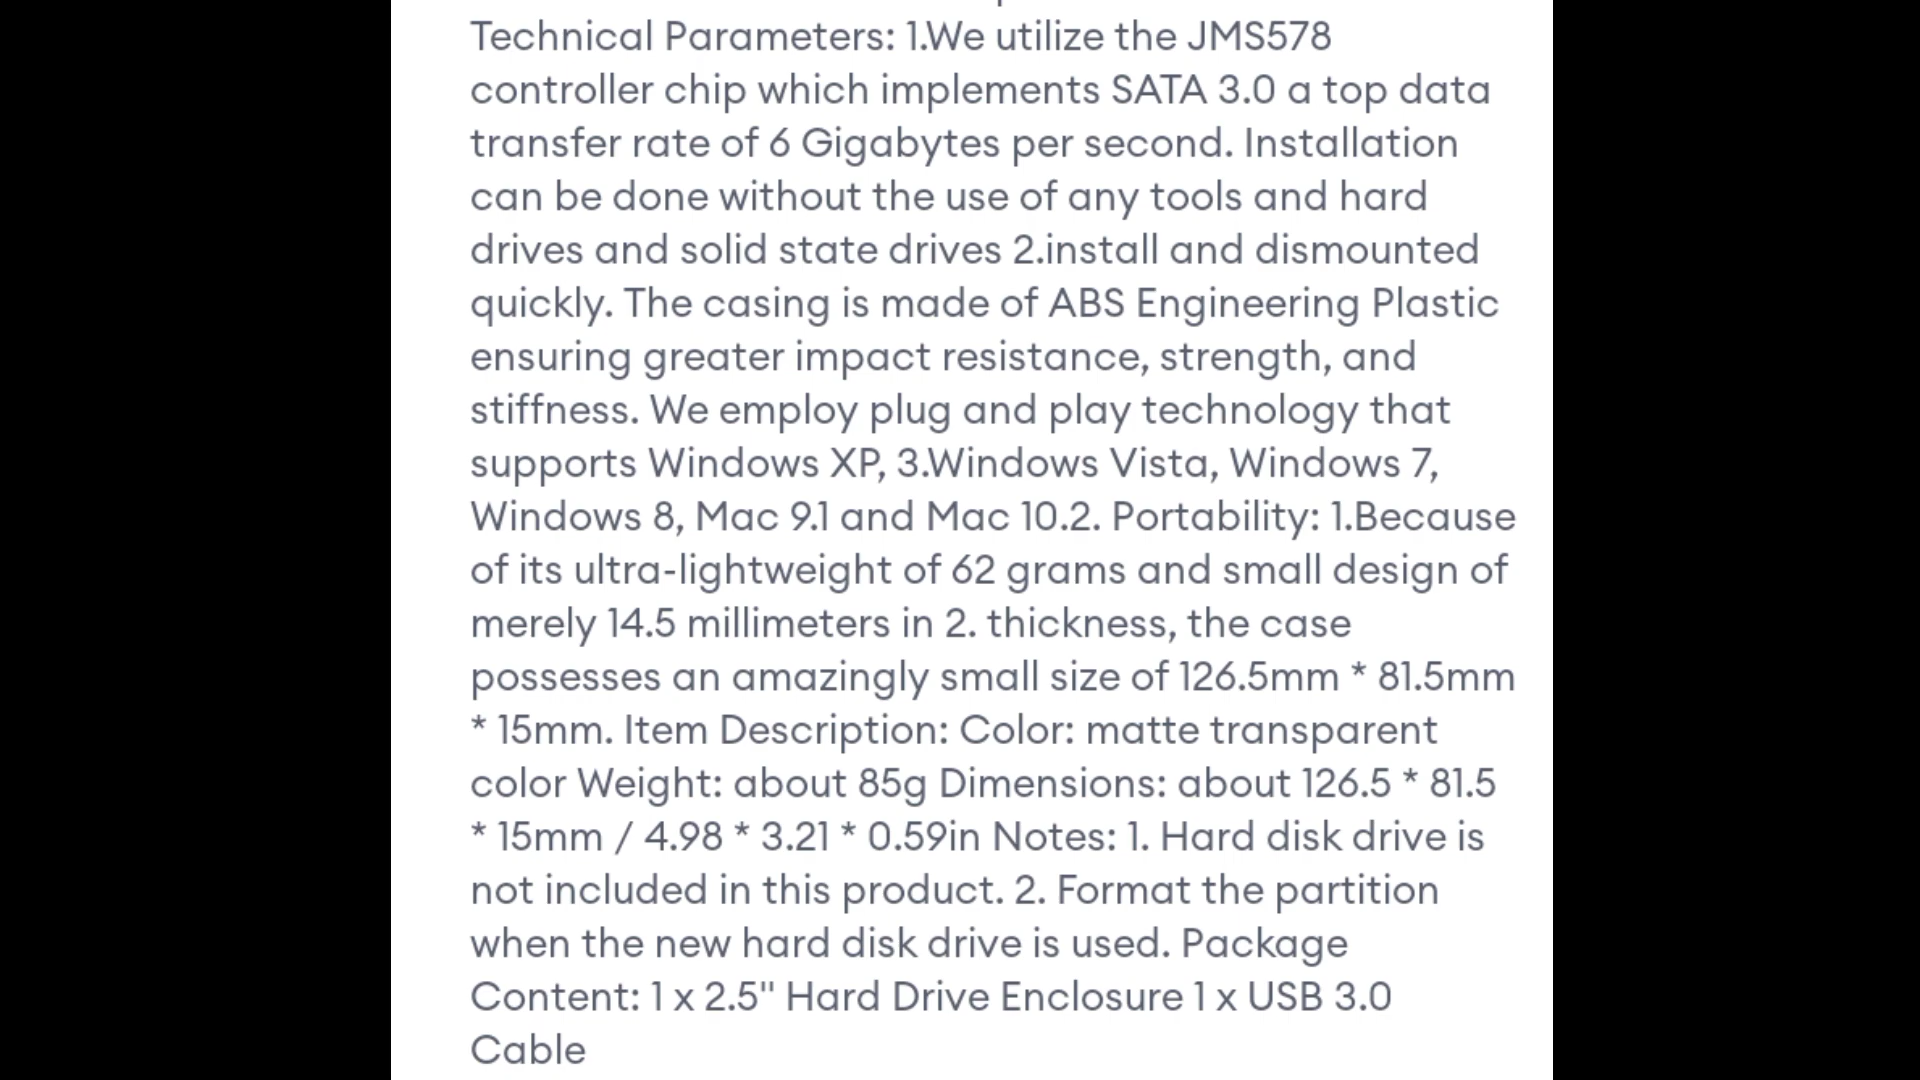 Technical Parameters: 1.We utilize the JMS578
controller chip which implements SATA 3.0 a top data
transfer rate of 6 Gigabytes per second. Installation
can be done without the use of any tools and hard
drives and solid state drives 2.install and dismounted
quickly. The casing is made of ABS Engineering Plastic
ensuring greater impact resistance, strength, and
stiffness. We employ plug and play technology that
supports Windows XP, 3.Windows Vista, Windows 7,
Windows 8, Mac 9.1 and Mac 10.2. Portability: 1.Because
of its ultra-lightweight of 62 grams and small design of
merely 14.5 millimeters in 2. thickness, the case
possesses an amazingly small size of 126.5mm * 81.5mm
* 15mm. Item Description: Color: matte transparent
color Weight: about 85g Dimensions: about 126.5 * 81.5
* 15mm / 4.98 * 3.21 * 0.59in Notes: 1. Hard disk drive is
not included in this product. 2. Format the partition
when the new hard disk drive is used. Package
Content: 1 x 2.5" Hard Drive Enclosure 1 x USB 3.0
Cable